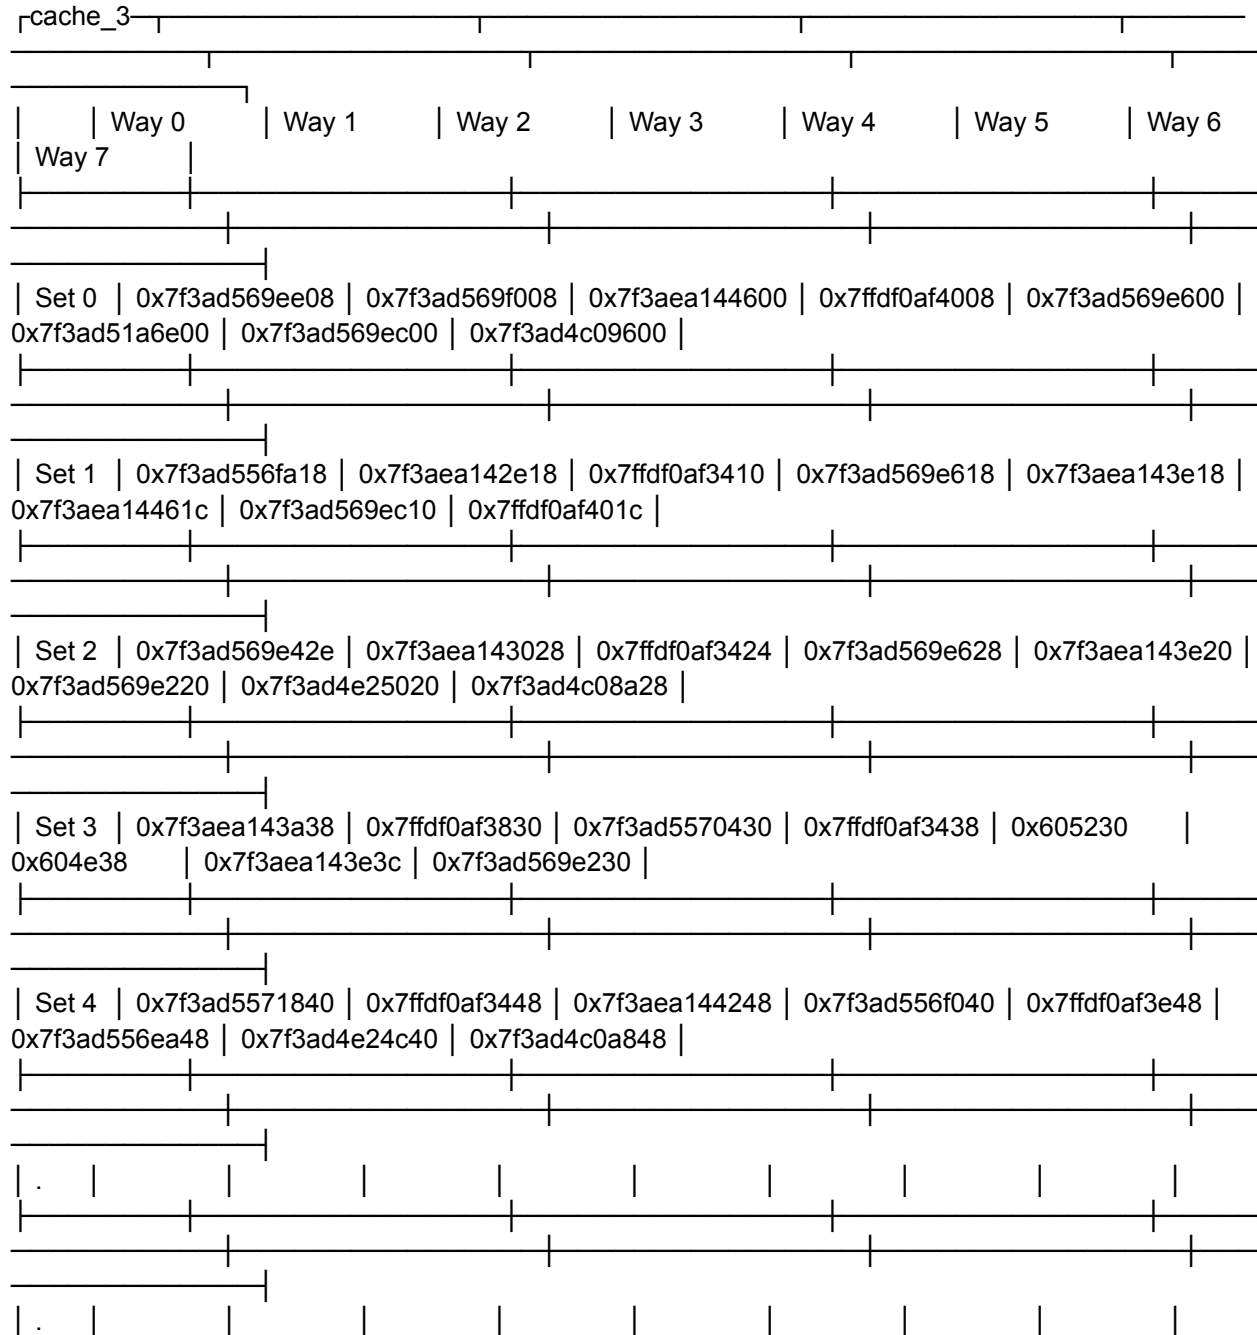 ┌cache_3─┬────────────────┬────────────────┬────────────────┬──────
──────────┬────────────────┬────────────────┬────────────────┬────
────────────┐
│ │ Way 0 │ Way 1 │ Way 2 │ Way 3 │ Way 4 │ Way 5 │ Way 6
│ Way 7 │
├────────┼────────────────┼────────────────┼────────────────┼─────
───────────┼────────────────┼────────────────┼────────────────┼───
─────────────┤
│ Set 0 │ 0x7f3ad569ee08 │ 0x7f3ad569f008 │ 0x7f3aea144600 │ 0x7ffdf0af4008 │ 0x7f3ad569e600 │
0x7f3ad51a6e00 │ 0x7f3ad569ec00 │ 0x7f3ad4c09600 │
├────────┼────────────────┼────────────────┼────────────────┼─────
───────────┼────────────────┼────────────────┼────────────────┼───
─────────────┤
│ Set 1 │ 0x7f3ad556fa18 │ 0x7f3aea142e18 │ 0x7ffdf0af3410 │ 0x7f3ad569e618 │ 0x7f3aea143e18 │
0x7f3aea14461c │ 0x7f3ad569ec10 │ 0x7ffdf0af401c │
├────────┼────────────────┼────────────────┼────────────────┼─────
───────────┼────────────────┼────────────────┼────────────────┼───
─────────────┤
│ Set 2 │ 0x7f3ad569e42e │ 0x7f3aea143028 │ 0x7ffdf0af3424 │ 0x7f3ad569e628 │ 0x7f3aea143e20 │
0x7f3ad569e220 │ 0x7f3ad4e25020 │ 0x7f3ad4c08a28 │
├────────┼────────────────┼────────────────┼────────────────┼─────
───────────┼────────────────┼────────────────┼────────────────┼───
─────────────┤
│ Set 3 │ 0x7f3aea143a38 │ 0x7ffdf0af3830 │ 0x7f3ad5570430 │ 0x7ffdf0af3438 │ 0x605230 │
0x604e38 │ 0x7f3aea143e3c │ 0x7f3ad569e230 │
├────────┼────────────────┼────────────────┼────────────────┼─────
───────────┼────────────────┼────────────────┼────────────────┼───
─────────────┤
│ Set 4 │ 0x7f3ad5571840 │ 0x7ffdf0af3448 │ 0x7f3aea144248 │ 0x7f3ad556f040 │ 0x7ffdf0af3e48 │
0x7f3ad556ea48 │ 0x7f3ad4e24c40 │ 0x7f3ad4c0a848 │
├────────┼────────────────┼────────────────┼────────────────┼─────
───────────┼────────────────┼────────────────┼────────────────┼───
─────────────┤
│ . │ │ │ │ │ │ │ │ │
├────────┼────────────────┼────────────────┼────────────────┼─────
───────────┼────────────────┼────────────────┼────────────────┼───
─────────────┤
│ . │ │ │ │ │ │ │ │ │